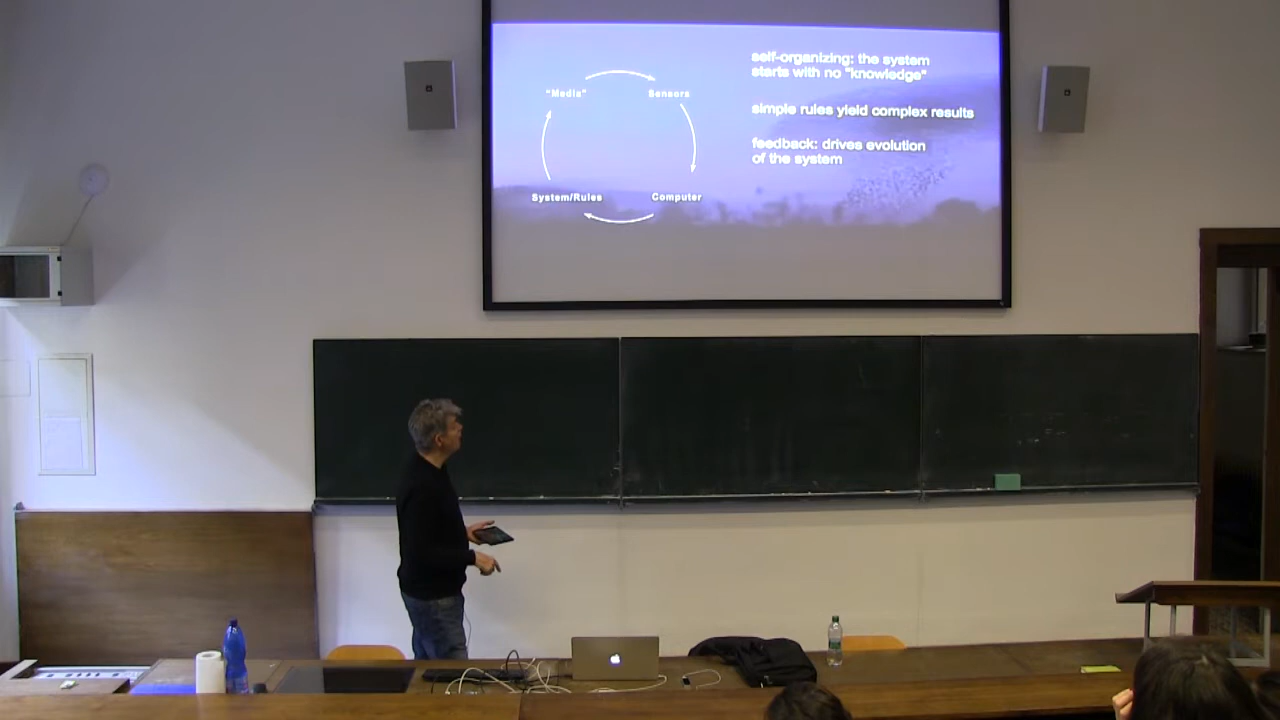 "Media"
Sensors
System/Rules
Computer
self-organizing: the system
starts with no "knowledge"
simple rules yield complex results
feedback: drives evolution
of the system